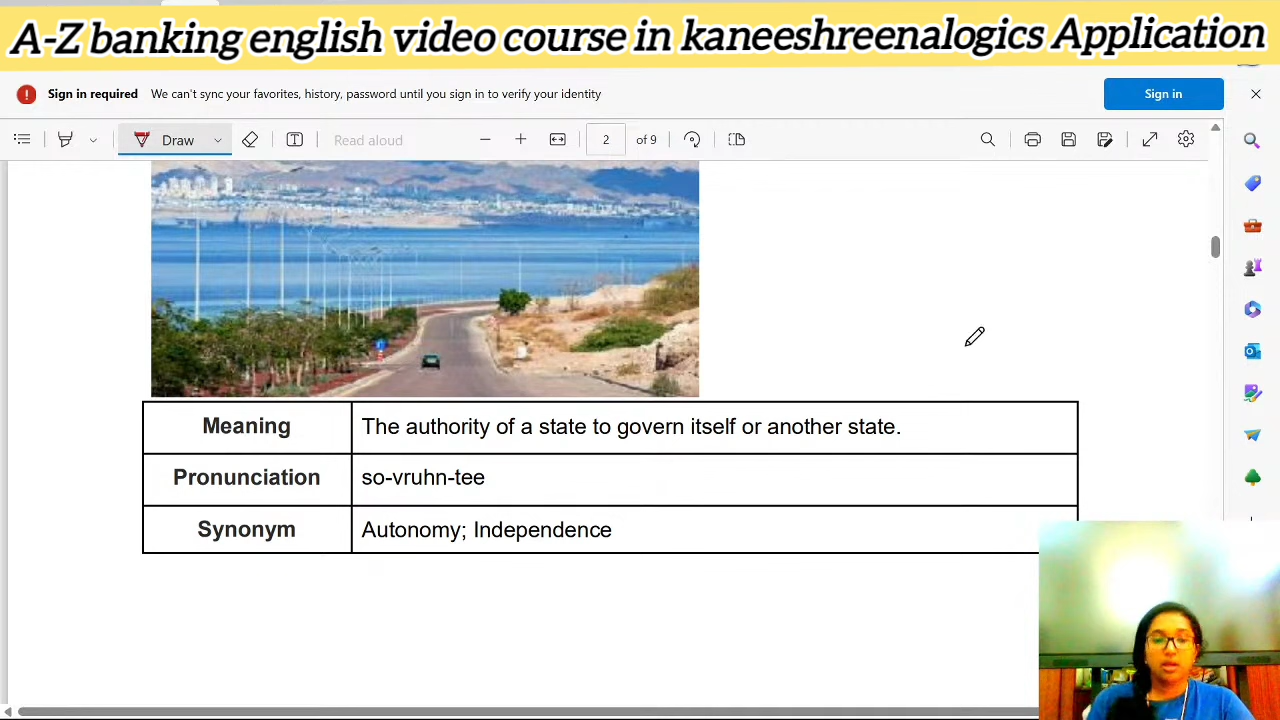 A-Z banking english video course in kaneeshreenalogics Application
Sign in required We can't sync your favorites, history, password until you sign in to verify your identity Sign in
Draw Read aloud 2 of 9
Meaning The authority of a state to govern itself or another state.
Pronunciation so-vruhn-tee
Synonym Autonomy; Independence